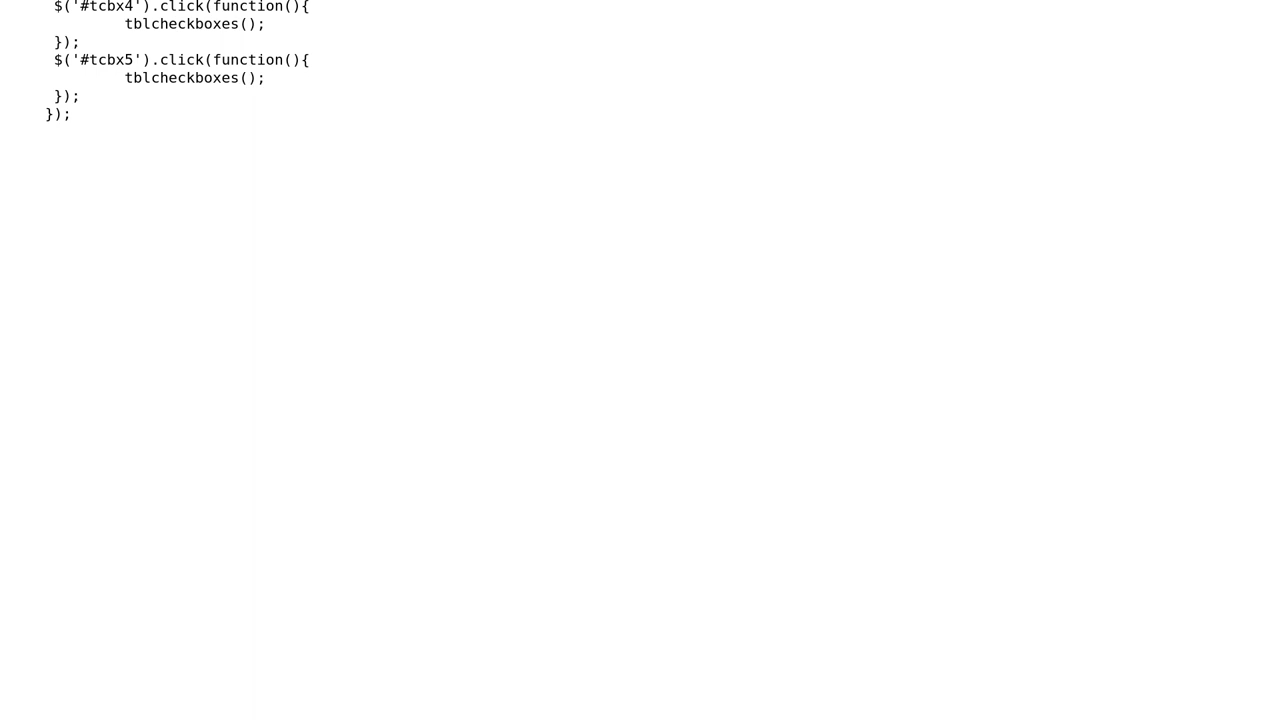 $('#tcbx4').click(function(){
tblcheckboxes();
});
$('#tcbx5').click(function(){
tblcheckboxes();
});
});